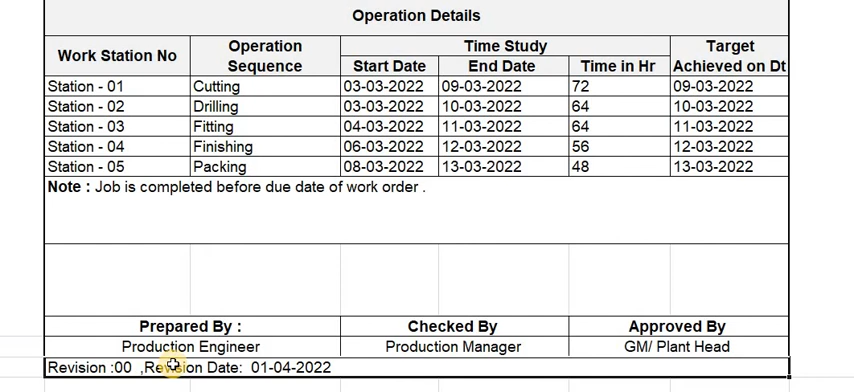 Operation Details
Work Station No Operation Sequence Time Study Target Achieved on Dt
Start Date End Date Time in Hr
Station - 01 Cutting 03-03-2022 09-03-2022 72 09-03-2022
Station - 02 Drilling 03-03-2022 10-03-2022 64 10-03-2022
Station - 03 Fitting 04-03-2022 11-03-2022 64 11-03-2022
Station - 04 Finishing 06-03-2022 12-03-2022 56 12-03-2022
Station - 05 Packing 08-03-2022 13-03-2022 48 13-03-2022
Note : Job is completed before due date of work order .
Prepared By : Checked By Approved By
Production Engineer Production Manager GM/ Plant Head
Revision :00 ,Revision Date: 01-04-2022